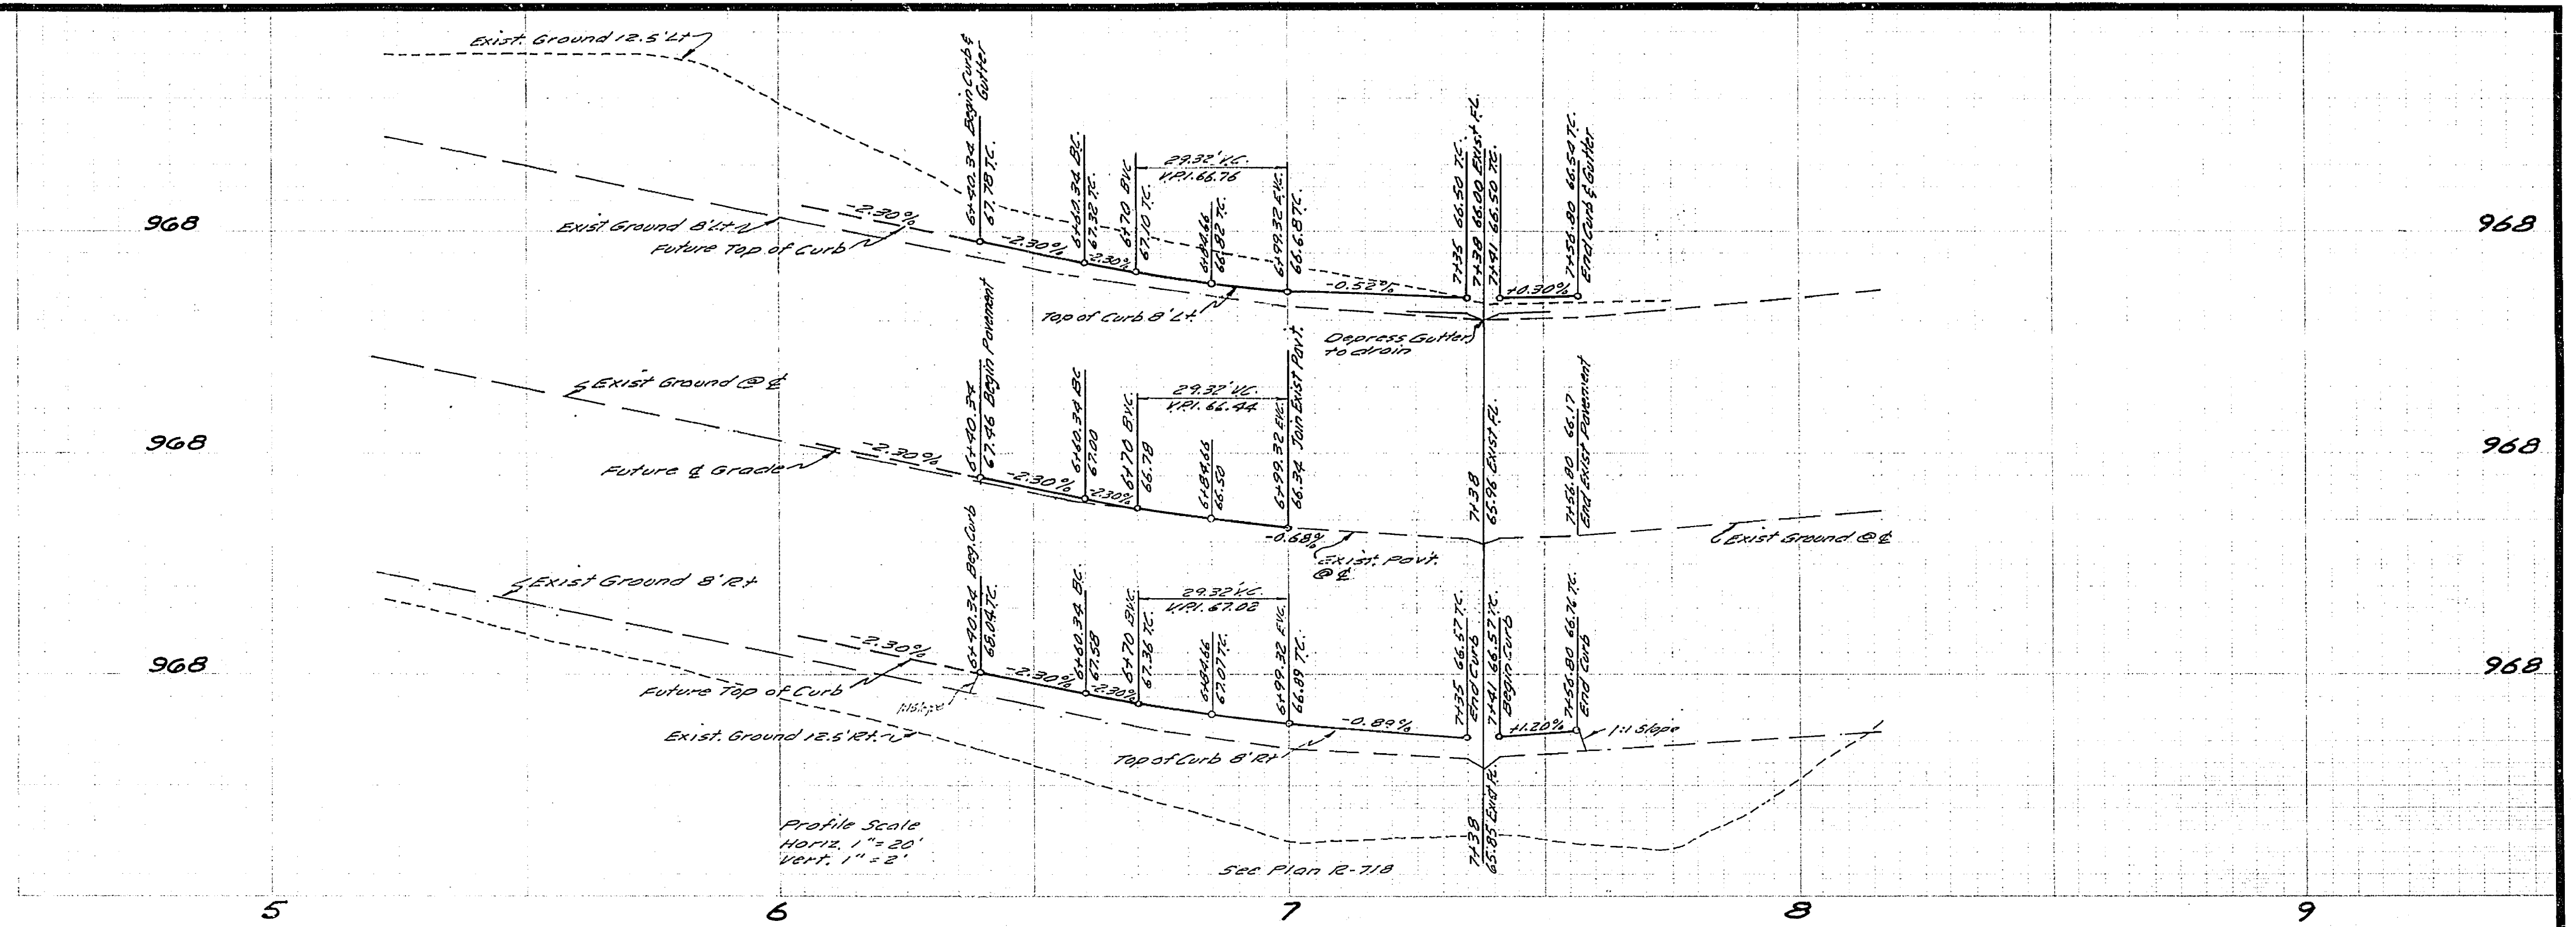 Exist. Ground 12.5' Lt
6+40.34 Begin Curb &
Gutter
67.78 T.C.
6+60.34 B.C.
67.32 T.C.
6+70 BVC
67.10 T.C.
29.32' V.C.
V.P.I. 66.76
6+84.66
66.82 T.C.
6+99.32 E.V.C.
66.68 T.C.
7+35 66.50 T.C.
7+38 66.00 Exist F.L.
7+41 66.50 T.C.
7+56.80 66.54 T.C.
End Curb & Gutter
968
Exist Ground 8' Lt
Future Top of Curb
-2.30%
-2.30%
-2.30%
-0.52%
+0.30%
968
Top of Curb 8' Lt.
Depress Gutter
to drain
Exist Ground @ ℄
6+40.34
67.46 Begin Pavement
6+60.34 BC
67.00
6+70 B.V.C.
66.78
29.32' V.C.
V.P.I. 66.44
6+84.66
66.50
6+99.32 E.V.C.
66.34 Join Exist Pavt.
7+38
65.96 Exist F.L.
7+56.80 66.17
End Exist Pavement
968
Future ℄ Grade
-2.30%
-2.30%
-2.30%
-0.68%
Exist. Pavt.
@ ℄
Exist Ground @ ℄
968
Exist Ground 8' Rt
6+40.34 Beg. Curb
68.04 T.C.
6+60.34 B.C.
67.58
6+70 B.V.C.
67.36 T.C.
29.32' V.C.
V.P.I. 67.02
6+84.66
67.07 T.C.
6+99.32 E.V.C.
66.89 T.C.
7+35 66.57 T.C.
End Curb
7+41 66.57 T.C.
Begin Curb
7+56.80 66.76 T.C.
End Curb
968
Future Top of Curb
-2.30%
-2.30%
-2.30%
-0.89%
+1.20%
1:1 Slope
968
1:1 Slope
Exist. Ground 12.5' Rt.
Top of Curb 8' Rt
7+38
65.85 Exist F.L.
Profile Scale
Horiz. 1" = 20'
Vert. 1" = 2'
See Plan R-718
5 6 7 8 9